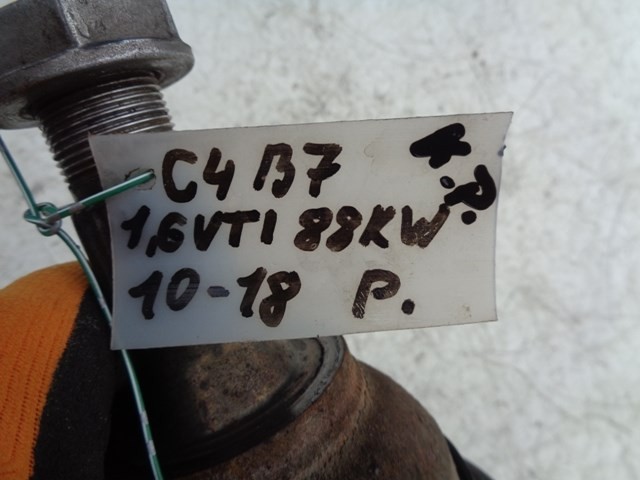 C4 B7 K.P.
1,6VTI 88KW
10-18 P.